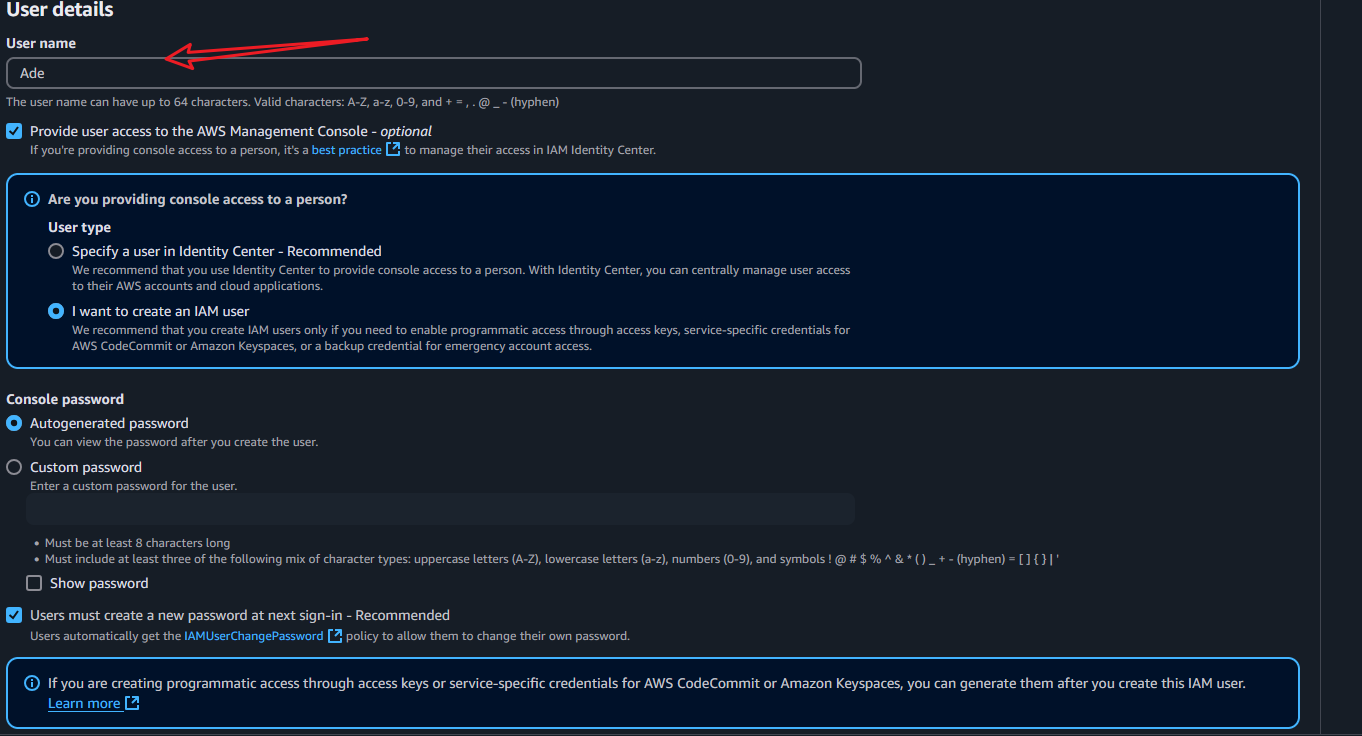 User details
User name
Ade
The user name can have up to 64 characters. Valid characters: A-Z, a-z, 0-9, and + = , . @ _ - (hyphen)
Provide user access to the AWS Management Console - optional
If you're providing console access to a person, it's a best practice to manage their access in IAM Identity Center.
Are you providing console access to a person?
User type
Specify a user in Identity Center - Recommended
We recommend that you use Identity Center to provide console access to a person. With Identity Center, you can centrally manage user access
to their AWS accounts and cloud applications.
I want to create an IAM user
We recommend that you create IAM users only if you need to enable programmatic access through access keys, service-specific credentials for
AWS CodeCommit or Amazon Keyspaces, or a backup credential for emergency account access.
Console password
Autogenerated password
You can view the password after you create the user.
Custom password
Enter a custom password for the user.
• Must be at least 8 characters long
• Must include at least three of the following mix of character types: uppercase letters (A-Z), lowercase letters (a-z), numbers (0-9), and symbols ! @ # $ % ^ & * ( ) _ + - (hyphen) = [ ] { } | '
Show password
Users must create a new password at next sign-in - Recommended
Users automatically get the IAMUserChangePassword policy to allow them to change their own password.
If you are creating programmatic access through access keys or service-specific credentials for AWS CodeCommit or Amazon Keyspaces, you can generate them after you create this IAM user.
Learn more